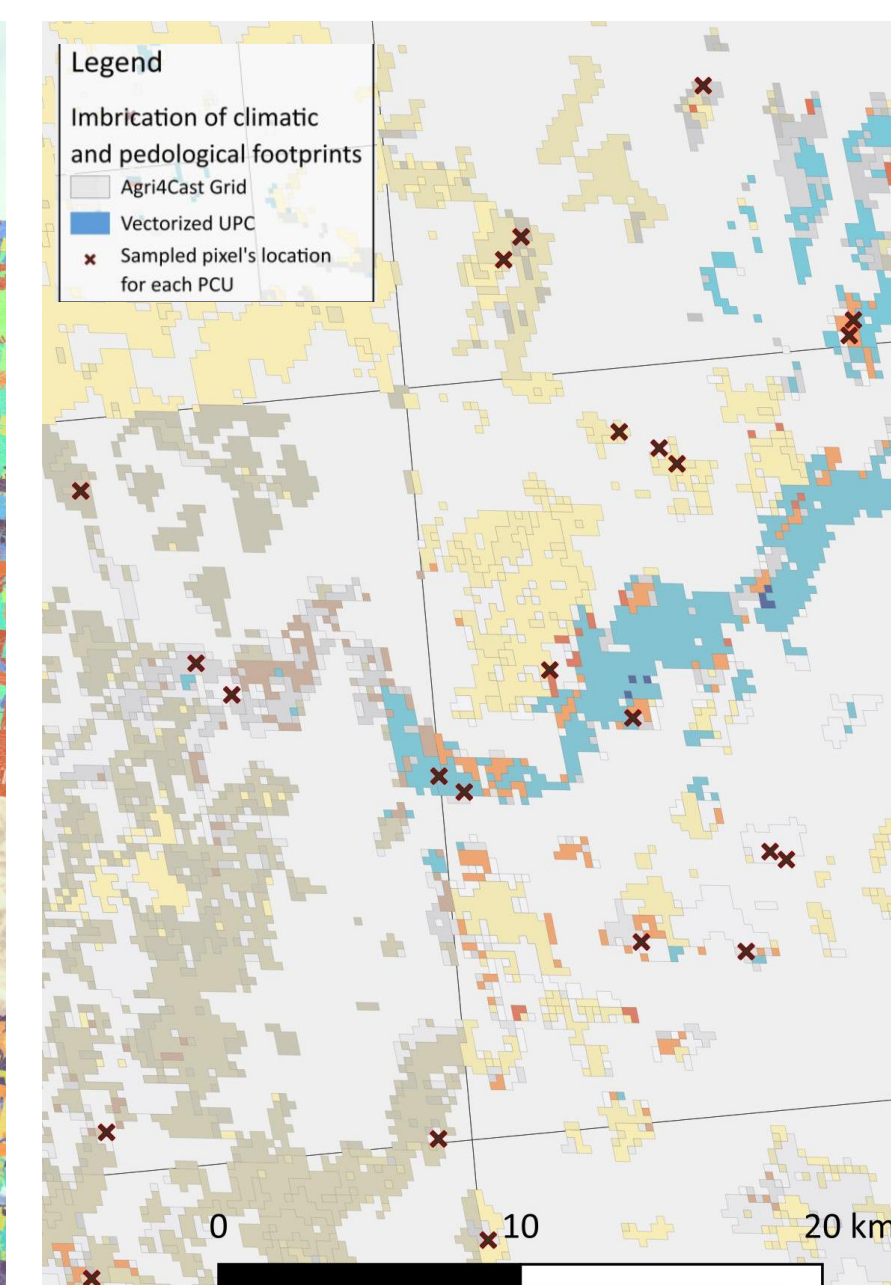 Legend
Imbrication of climatic
and pedological footprints
Agri4Cast Grid
Vectorized UPC
Sampled pixel's location
for each PCU
0 10 20 km